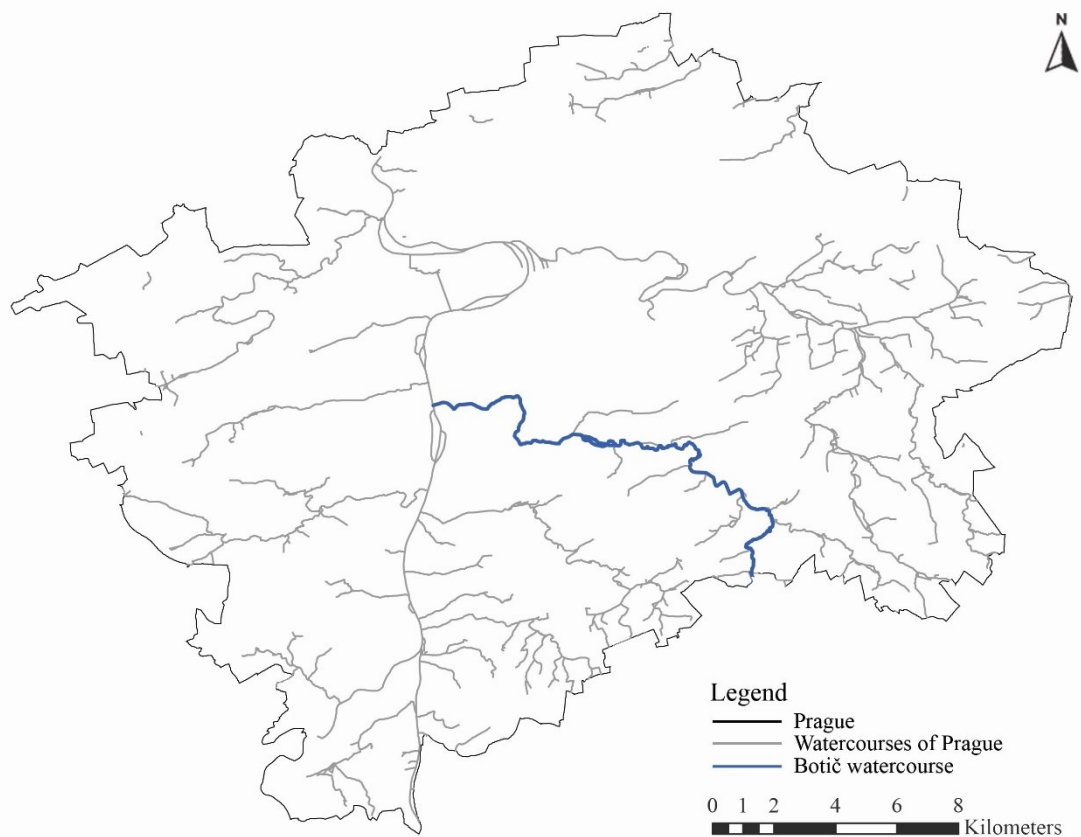 N
Legend
Prague
Watercourses of Prague
Botič watercourse
0 1 2 4 6 8
Kilometers